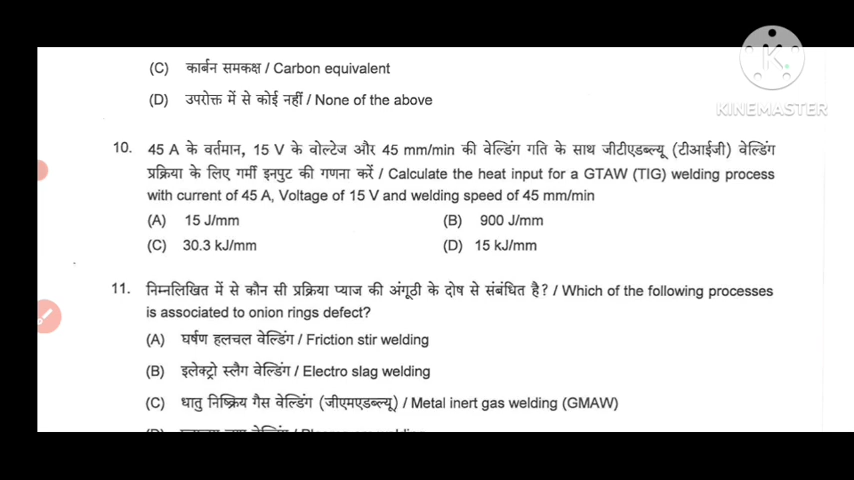 (C) कार्बन समकक्ष / Carbon equivalent
KINEMASTER
(D) उपरोक्त में से कोई नहीं / None of the above
10. 45 A के वर्तमान, 15 V के वोल्टेज और 45 mm/min की वेल्डिंग गति के साथ जीटीएडब्ल्यू (टीआईजी) वेल्डिंग
प्रक्रिया के लिए गर्मी इनपुट की गणना करें / Calculate the heat input for a GTAW (TIG) welding process
with current of 45 A, Voltage of 15 V and welding speed of 45 mm/min
(A) 15 J/mm (B) 900 J/mm
(C) 30.3 kJ/mm (D) 15 kJ/mm
11. निम्नलिखित में से कौन सी प्रक्रिया प्याज की अंगूठी के दोष से संबंधित है? / Which of the following processes
is associated to onion rings defect?
(A) घर्षण हलचल वेल्डिंग / Friction stir welding
(B) इलेक्ट्रो स्लैग वेल्डिंग / Electro slag welding
(C) धातु निष्क्रिय गैस वेल्डिंग (जीएमएडब्ल्यू) / Metal inert gas welding (GMAW)